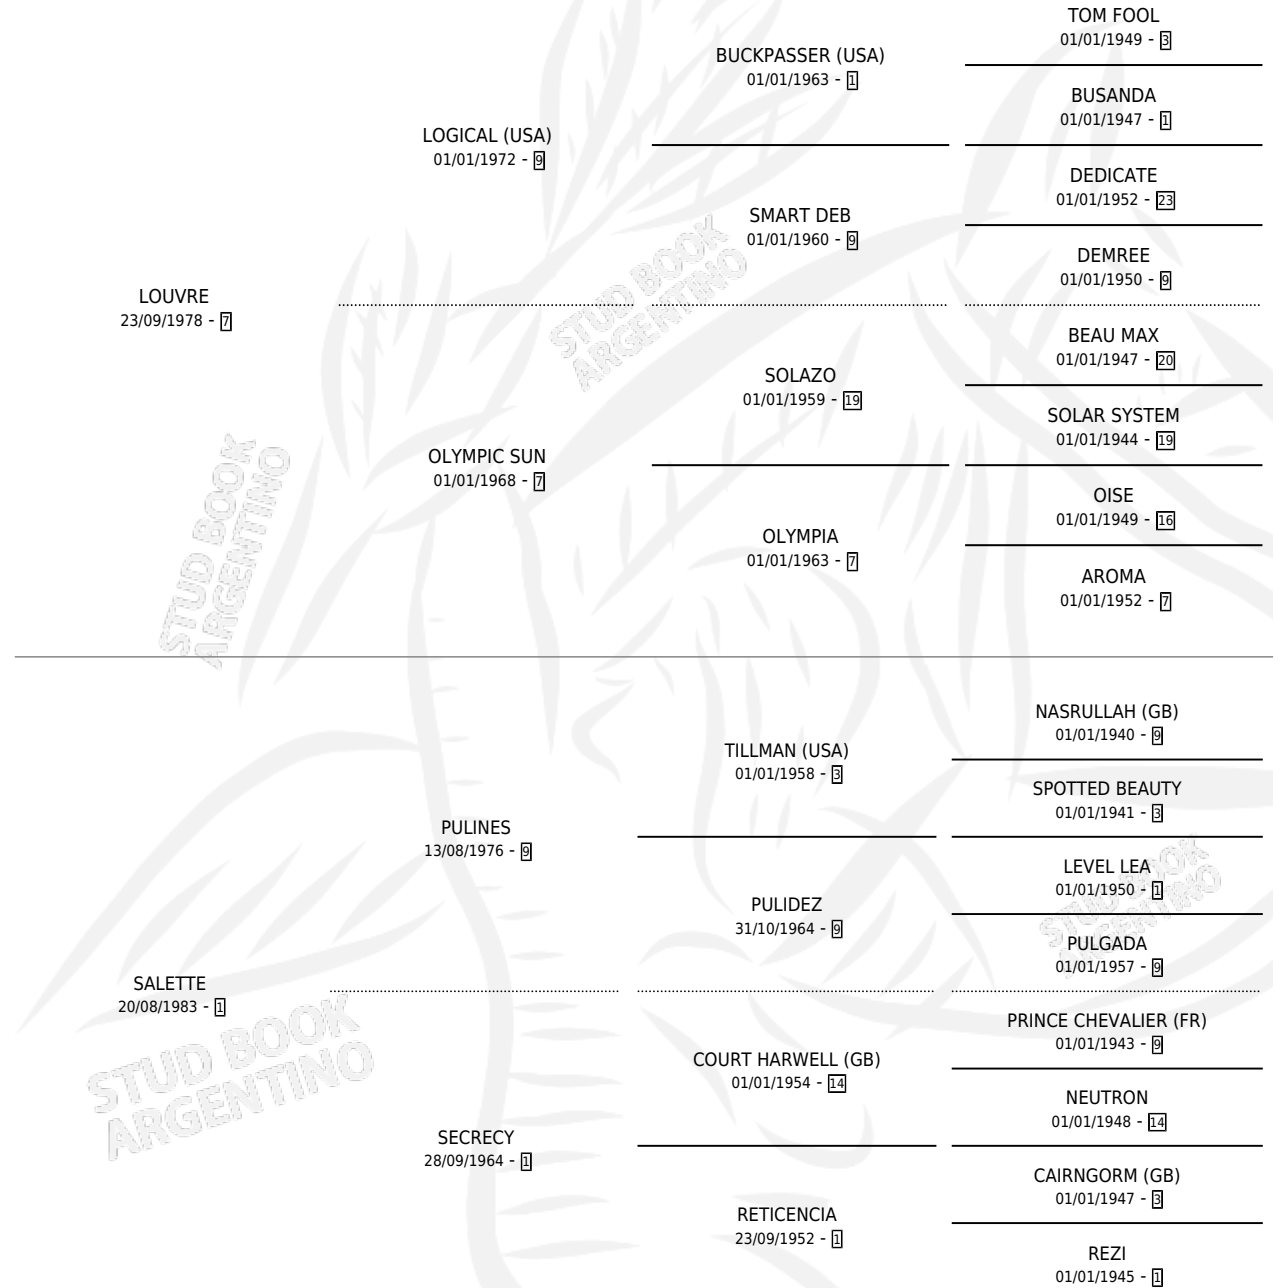 TOM FOOL
01/01/1949 - 3
BUCKPASSER (USA)
01/01/1963 - 1
BUSANDA
01/01/1947 - 1
LOGICAL (USA)
01/01/1972 - 9
DEDICATE
01/01/1952 - 23
SMART DEB
01/01/1960 - 9
DEMREE
01/01/1950 - 9
LOUVRE
23/09/1978 - 7
BEAU MAX
01/01/1947 - 20
SOLAZO
01/01/1959 - 19
SOLAR SYSTEM
01/01/1944 - 19
OLYMPIC SUN
01/01/1968 - 7
OISE
01/01/1949 - 16
OLYMPIA
01/01/1963 - 7
AROMA
01/01/1952 - 7
STUD BOOK
ARGENTINO
STUD BOOK
ARGENTINO
NASRULLAH (GB)
01/01/1940 - 9
TILLMAN (USA)
01/01/1958 - 3
SPOTTED BEAUTY
01/01/1941 - 3
PULINES
13/08/1976 - 9
LEVEL LEA
01/01/1950 - 1
PULIDEZ
31/10/1964 - 9
PULGADA
01/01/1957 - 9
SALETTE
20/08/1983 - 1
PRINCE CHEVALIER (FR)
01/01/1943 - 9
COURT HARWELL (GB)
01/01/1954 - 14
NEUTRON
01/01/1948 - 14
SECRECY
28/09/1964 - 1
CAIRNGORM (GB)
01/01/1947 - 3
RETICENCIA
23/09/1952 - 1
REZI
01/01/1945 - 1
STUD BOOK
ARGENTINO
STUD BOOK
ARGENTINO